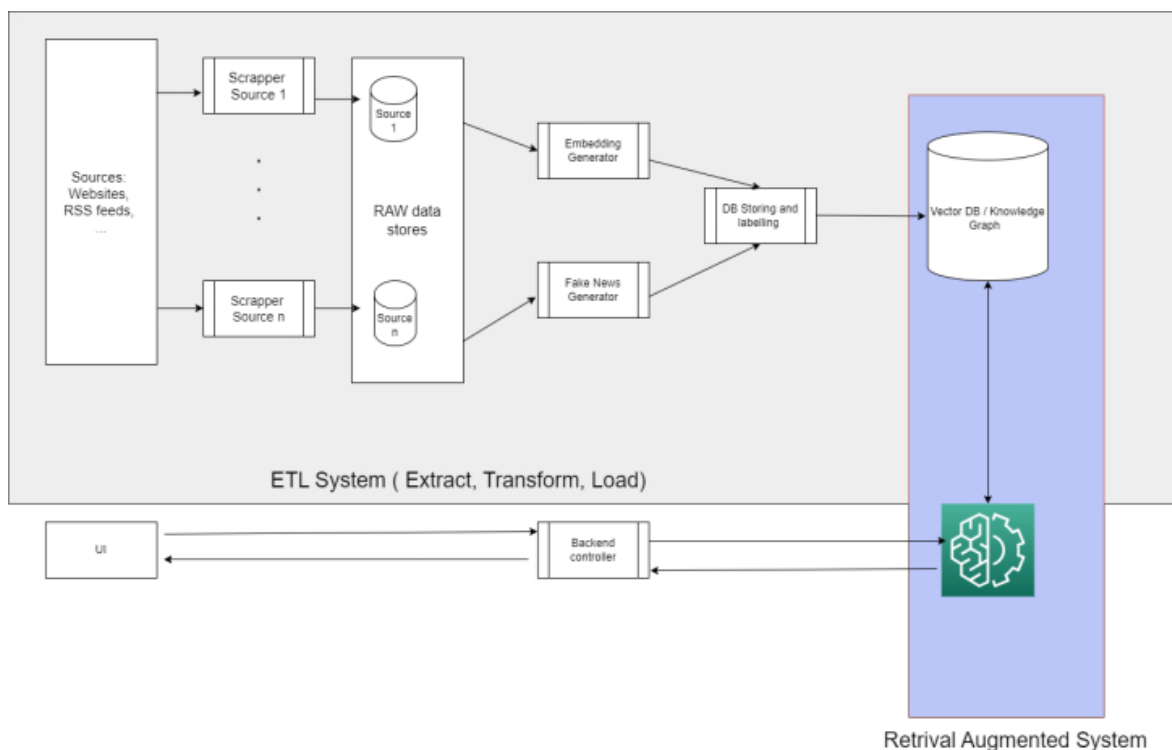 Sources:
Websites,
RSS feeds,
...
Scrapper
Source 1
.
.
.
Scrapper
Source n
Source
1
RAW data
stores
Source
n
Embedding
Generator
Fake News
Generator
DB Storing and
labelling
Vector DB / Knowledge
Graph
ETL System ( Extract, Transform, Load)
UI
Backend
controller
Retrival Augmented System